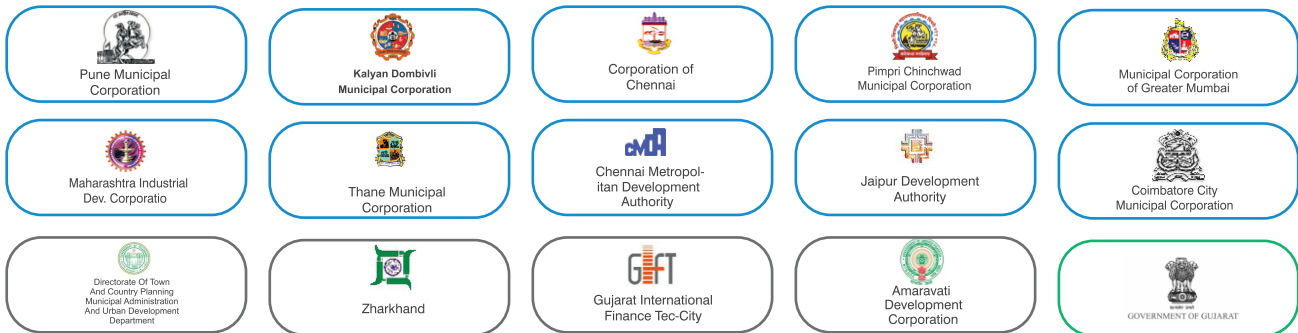 Pune Municipal
Corporation
Kalyan Dombivli
Municipal Corporation
Corporation of
Chennai
Pimpri Chinchwad
Municipal Corporation
Municipal Corporation
of Greater Mumbai
Maharashtra Industrial
Dev. Corporatio
Thane Municipal
Corporation
CMDA
Chennai Metropol-
itan Development
Authority
Jaipur Development
Authority
Coimbatore City
Municipal Corporation
Directorate Of Town
And Country Planning
Municipal Administration
And Urban Development
Department
Zharkhand
GIFT
Gujarat International
Finance Tec-City
Amaravati
Development
Corporation
GOVERNMENT OF GUJARAT